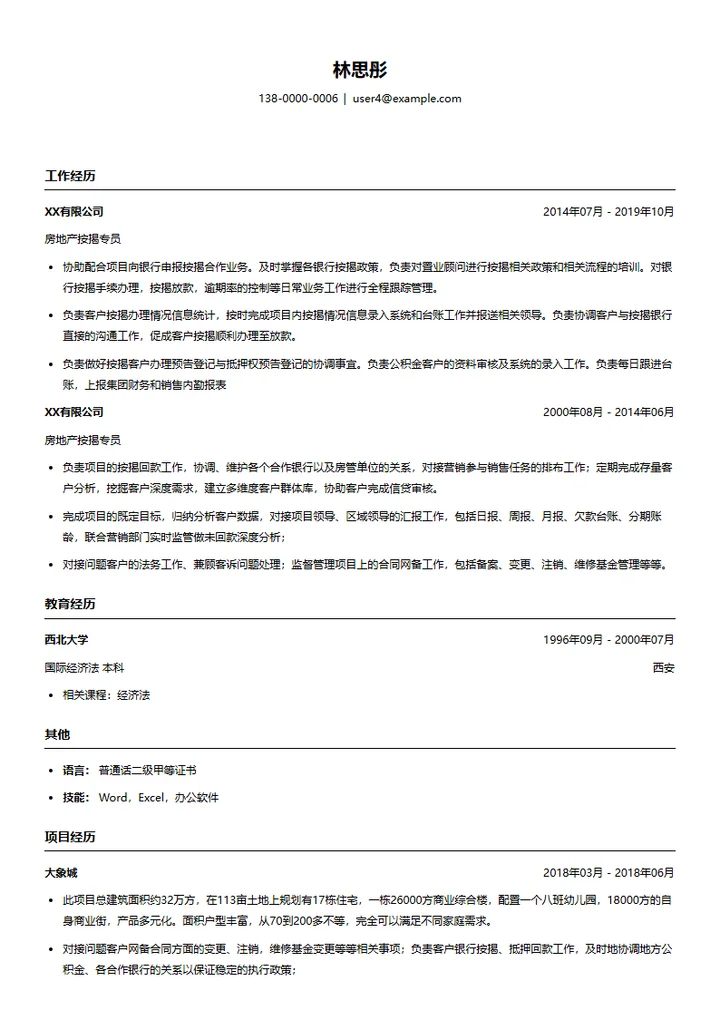 林思彤
138-0000-0006 | user4@example.com
工作经历
XX有限公司 2014年07月 - 2019年10月
房地产按揭专员
• 协助配合项目向银行申报按揭合作业务。及时掌握各银行按揭政策，负责对置业顾问进行按揭相关政策和相关流程的培训。对银
行按揭手续办理，按揭放款，逾期率的控制等日常业务工作进行全程跟踪管理。
• 负责客户按揭办理情况信息统计，按时完成项目内按揭情况信息录入系统和台账工作并报送相关领导。负责协调客户与按揭银行
直接的沟通工作，促成客户按揭顺利办理至放款。
• 负责做好按揭客户办理预告登记与抵押权预告登记的协调事宜。负责公积金客户的资料审核及系统的录入工作。负责每日跟进台
账，上报集团财务和销售内勤报表
XX有限公司 2000年08月 - 2014年06月
房地产按揭专员
• 负责项目的按揭回款工作，协调、维护各个合作银行以及房管单位的关系，对接营销参与销售任务的排布工作；定期完成存量客
户分析，挖掘客户深度需求，建立多维度客户群体库，协助客户完成信贷审核。
• 完成项目的既定目标，归纳分析客户数据，对接项目领导、区域领导的汇报工作，包括日报、周报、月报、欠款台账、分期账
龄，联合营销部门实时监管做未回款深度分析；
• 对接问题客户的法务工作、兼顾客诉问题处理；监督管理项目上的合同网备工作，包括备案、变更、注销、维修基金管理等等。
教育经历
西北大学 1996年09月 - 2000年07月
国际经济法 本科 西安
• 相关课程：经济法
其他
• 语言： 普通话二级甲等证书
• 技能： Word，Excel，办公软件
项目经历
大象城 2018年03月 - 2018年06月
• 此项目总建筑面积约32万方，在113亩土地上规划有17栋住宅，一栋26000方商业综合楼，配置一个八班幼儿园，18000方的自
身商业街，产品多元化。面积户型丰富，从70到200多不等，完全可以满足不同家庭需求。
• 对接问题客户网备合同方面的变更、注销，维修基金变更等等相关事项；负责客户银行按揭、抵押回款工作，及时地协调地方公
积金、各合作银行的关系以保证稳定的执行政策；